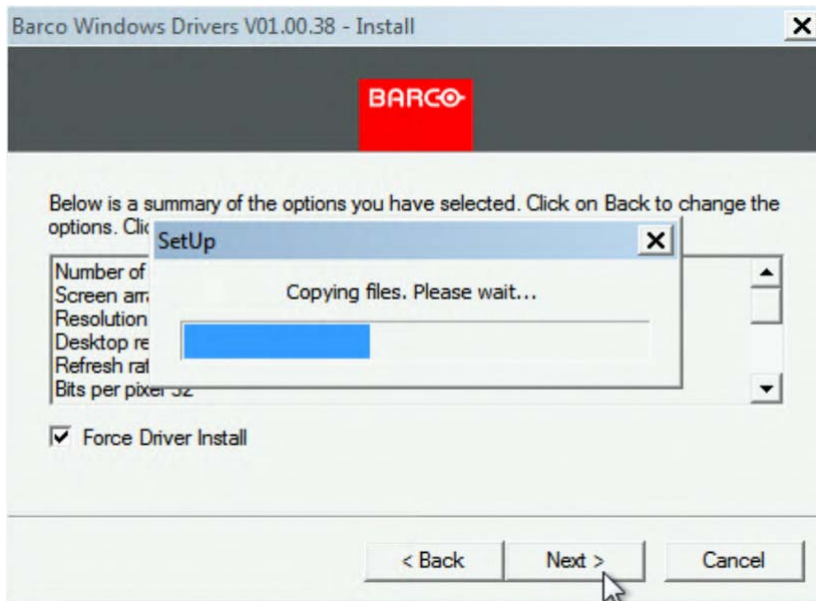 Barco Windows Drivers V01.00.38 - Install
BARCO
Below is a summary of the options you have selected. Click on Back to change the
options.
SetUp
Copying files. Please wait...
Number of
Screen
Resolution
Desktop
Refresh
Bits per pixel 32
Force Driver Install
< Back
Next >
Cancel